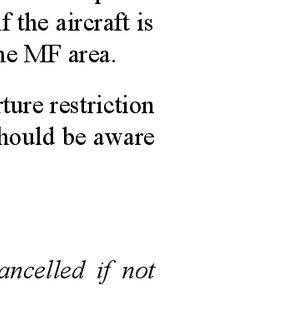 f the aircraft is
he MF area.
rture restriction
hould be aware
ancelled if not